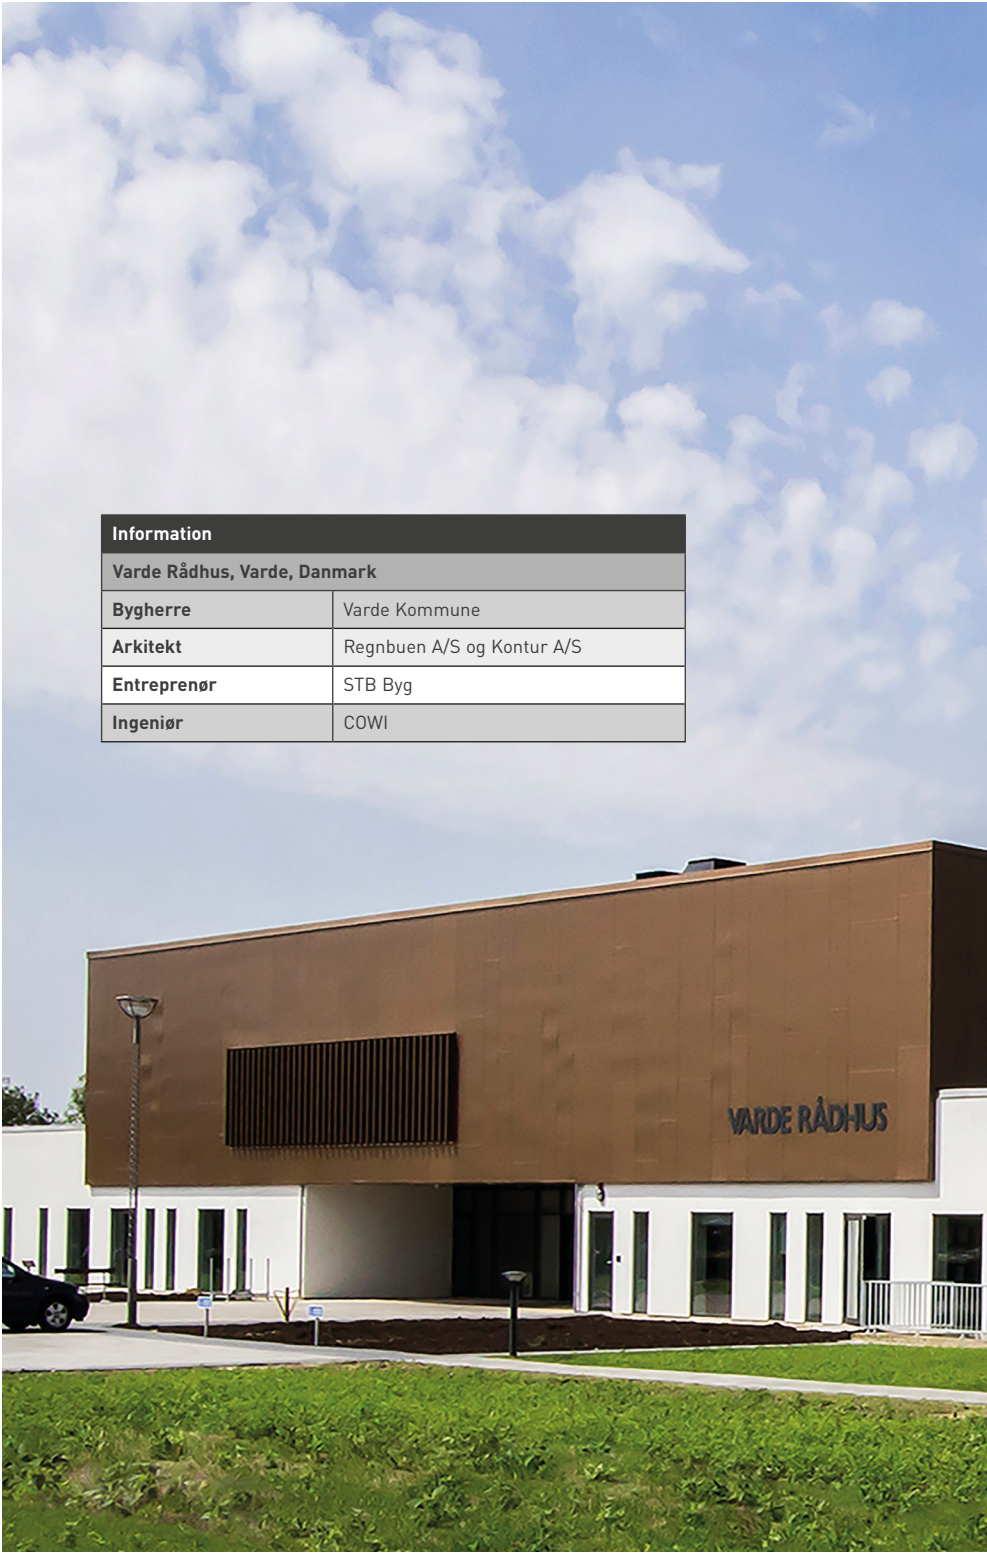 Information
Varde Rådhus, Varde, Danmark
Bygherre Varde Kommune
Arkitekt Regnbuen A/S og Kontur A/S
Entreprenør STB Byg
Ingeniør COWI
VARDE RÅDHUS